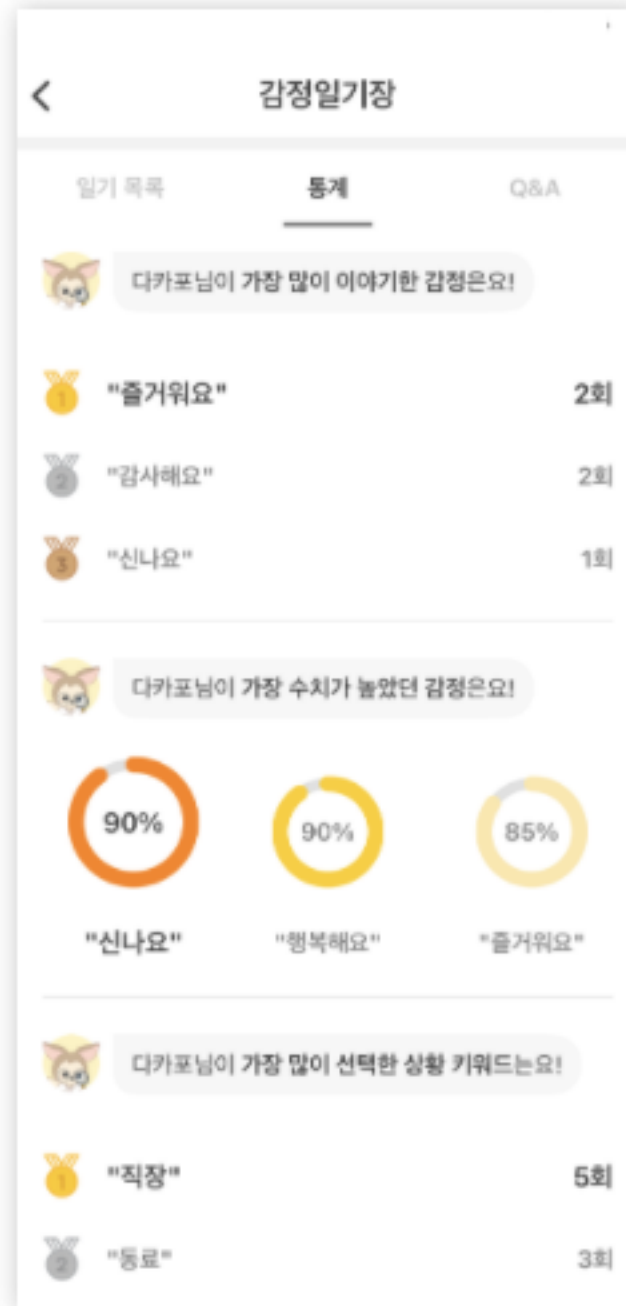 감정일기장
일기 목록 통계 Q&A
다카포님이 가장 많이 이야기한 감정은요!
1 "즐거워요" 2회
2 "감사해요" 2회
3 "신나요" 1회
다카포님이 가장 수치가 높았던 감정은요!
90% 90% 85%
"신나요" "행복해요" "즐거워요"
다카포님이 가장 많이 선택한 상황 키워드는요!
1 "직장" 5회
2 "동료" 3회